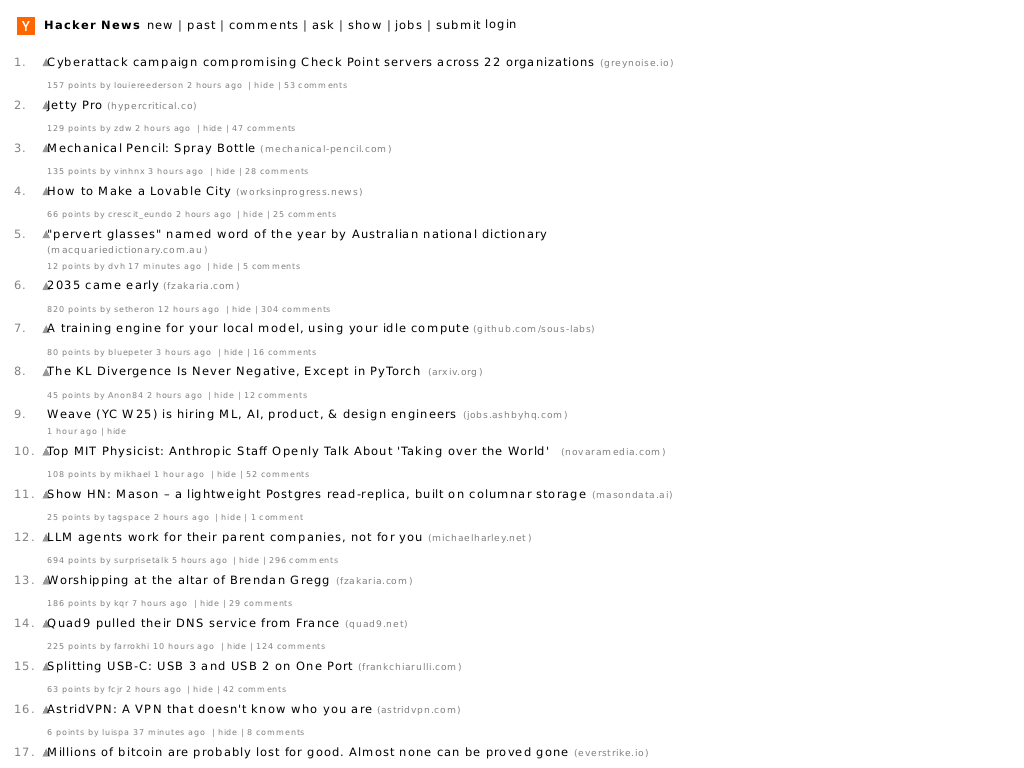 Y Hacker News new | past | comments | ask | show | jobs | submit login
1. Cyberattack campaign compromising Check Point servers across 22 organizations (greynoise.io)
157 points by louiereederson 2 hours ago | hide | 53 comments
2. Jetty Pro (hypercritical.co)
129 points by zdw 2 hours ago | hide | 47 comments
3. Mechanical Pencil: Spray Bottle (mechanical-pencil.com)
135 points by vinhnx 3 hours ago | hide | 28 comments
4. How to Make a Lovable City (worksinprogress.news)
66 points by crescit_eundo 2 hours ago | hide | 25 comments
5. "pervert glasses" named word of the year by Australian national dictionary
(macquariedictionary.com.au)
12 points by dvh 17 minutes ago | hide | 5 comments
6. 2035 came early (fzakaria.com)
820 points by setheron 12 hours ago | hide | 304 comments
7. A training engine for your local model, using your idle compute (github.com/sous-labs)
80 points by bluepeter 3 hours ago | hide | 16 comments
8. The KL Divergence Is Never Negative, Except in PyTorch (arxiv.org)
45 points by Anon84 2 hours ago | hide | 12 comments
9. Weave (YC W25) is hiring ML, AI, product, & design engineers (jobs.ashbyhq.com)
1 hour ago | hide
10. Top MIT Physicist: Anthropic Staff Openly Talk About 'Taking over the World' (novaramedia.com)
108 points by mikhael 1 hour ago | hide | 52 comments
11. Show HN: Mason – a lightweight Postgres read-replica, built on columnar storage (masondata.ai)
25 points by tagspace 2 hours ago | hide | 1 comment
12. LLM agents work for their parent companies, not for you (michaelharley.net)
694 points by surprisetalk 5 hours ago | hide | 296 comments
13. Worshipping at the altar of Brendan Gregg (fzakaria.com)
186 points by kqr 7 hours ago | hide | 29 comments
14. Quad9 pulled their DNS service from France (quad9.net)
225 points by farrokhi 10 hours ago | hide | 124 comments
15. Splitting USB-C: USB 3 and USB 2 on One Port (frankchiarulli.com)
63 points by fcjr 2 hours ago | hide | 42 comments
16. AstridVPN: A VPN that doesn't know who you are (astridvpn.com)
6 points by luispa 37 minutes ago | hide | 8 comments
17. Millions of bitcoin are probably lost for good. Almost none can be proved gone (everstrike.io)